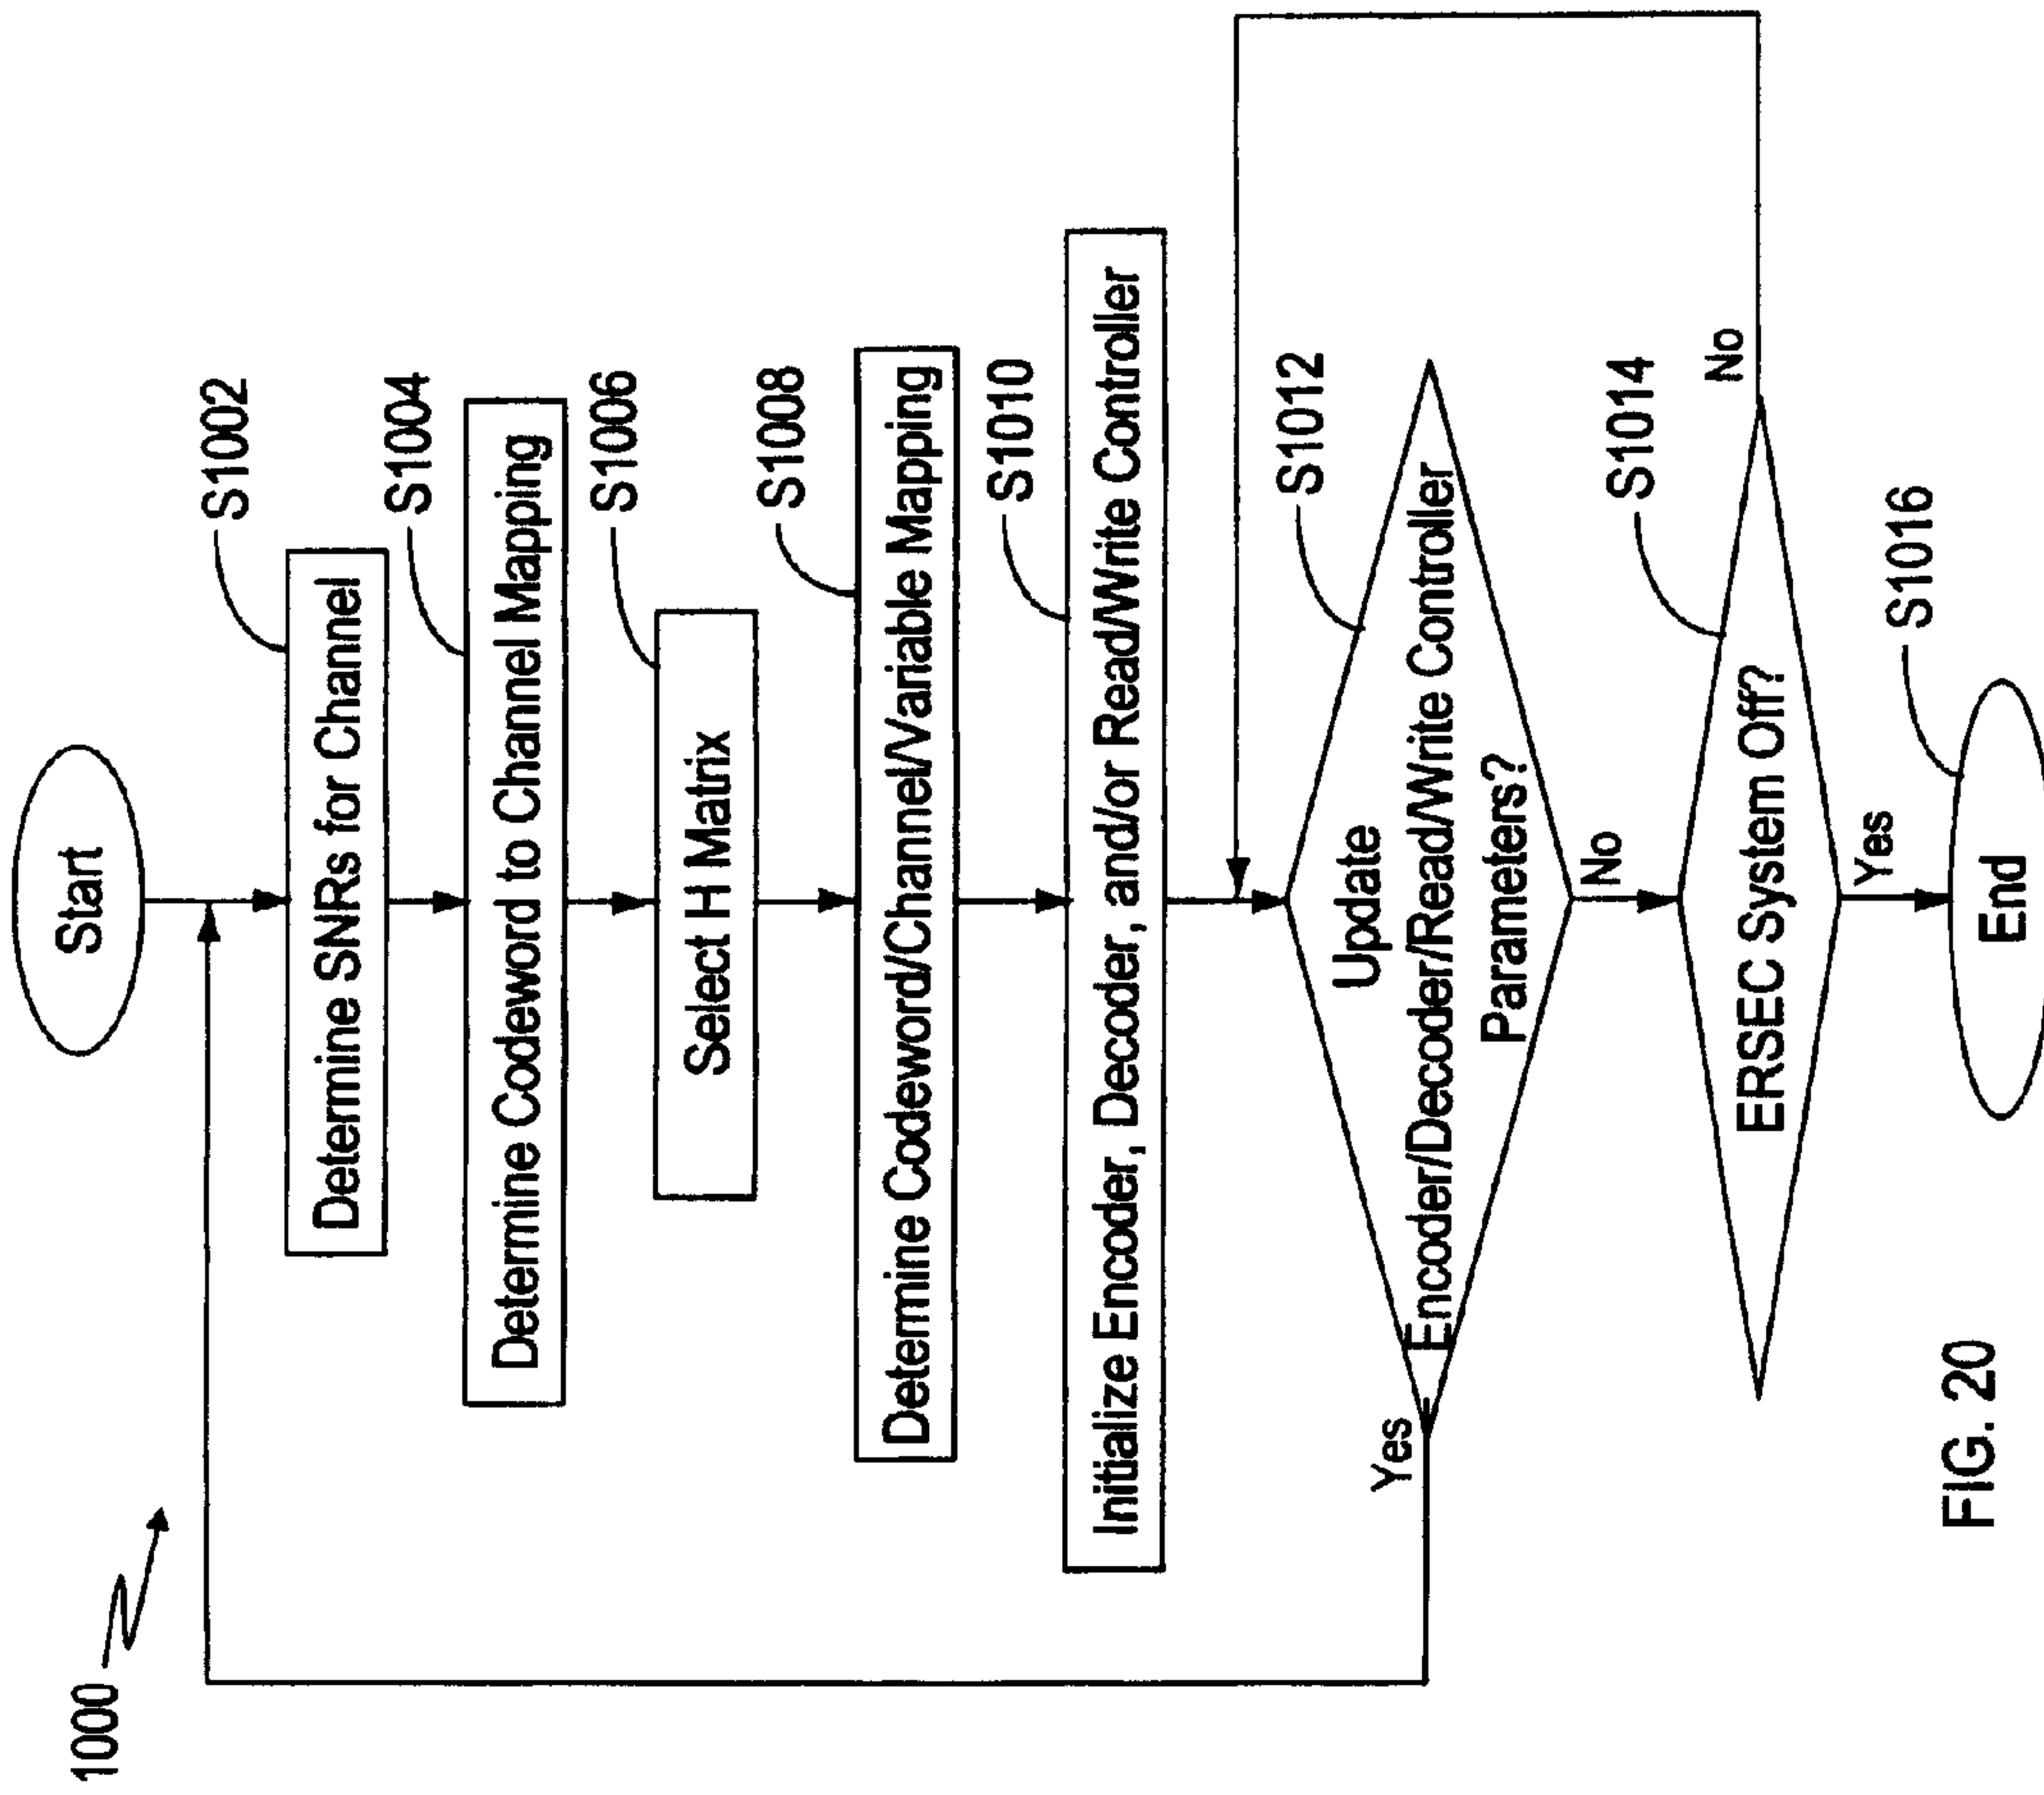 1000
Start
S1002
Determine SNRs for Channel
S1004
Determine Codeword to Channel Mapping
S1006
Select H Matrix
S1008
Determine Codeword/Channel/Variable Mapping
S1010
Initialize Encoder, Decoder, and/or Read/Write Controller
S1012
Update
Encoder/Decoder/Read/Write Controller
Parameters?
Yes
No
S1014
ERSEC System Off?
No
Yes
S1016
End
FIG. 20